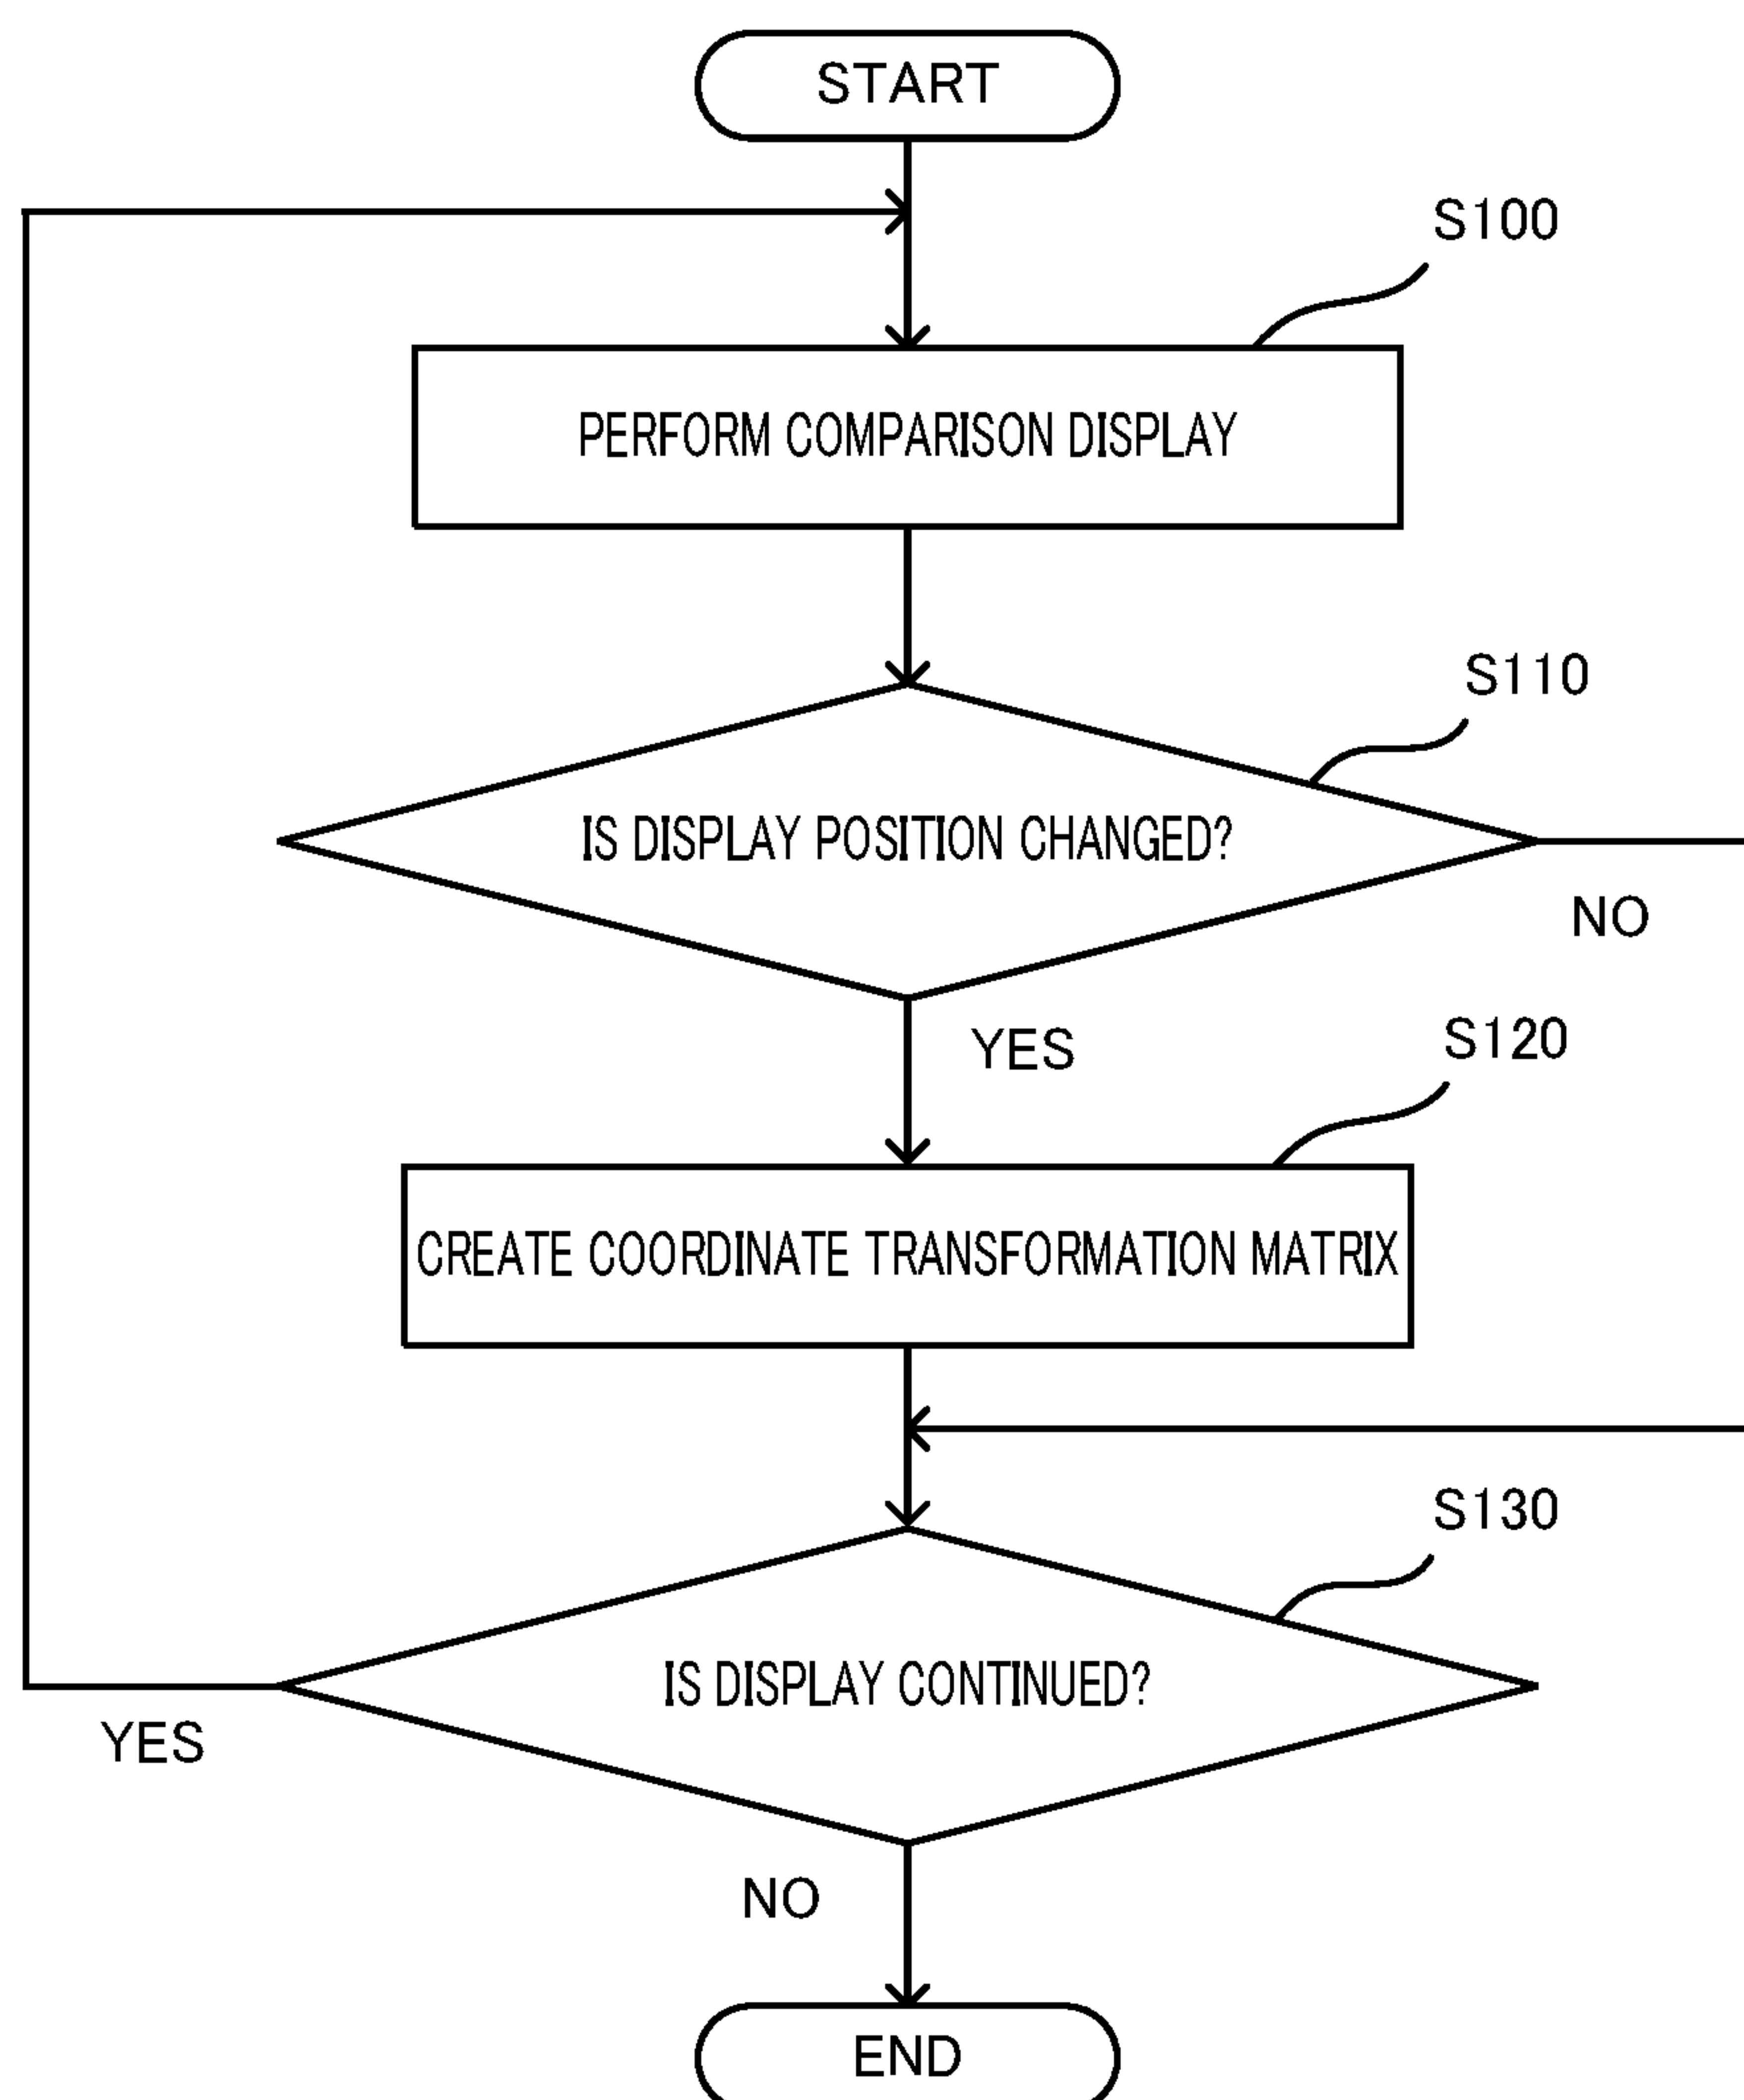 START
S100
PERFORM COMPARISON DISPLAY
S110
IS DISPLAY POSITION CHANGED?
NO
YES
S120
CREATE COORDINATE TRANSFORMATION MATRIX
S130
IS DISPLAY CONTINUED?
YES
NO
END